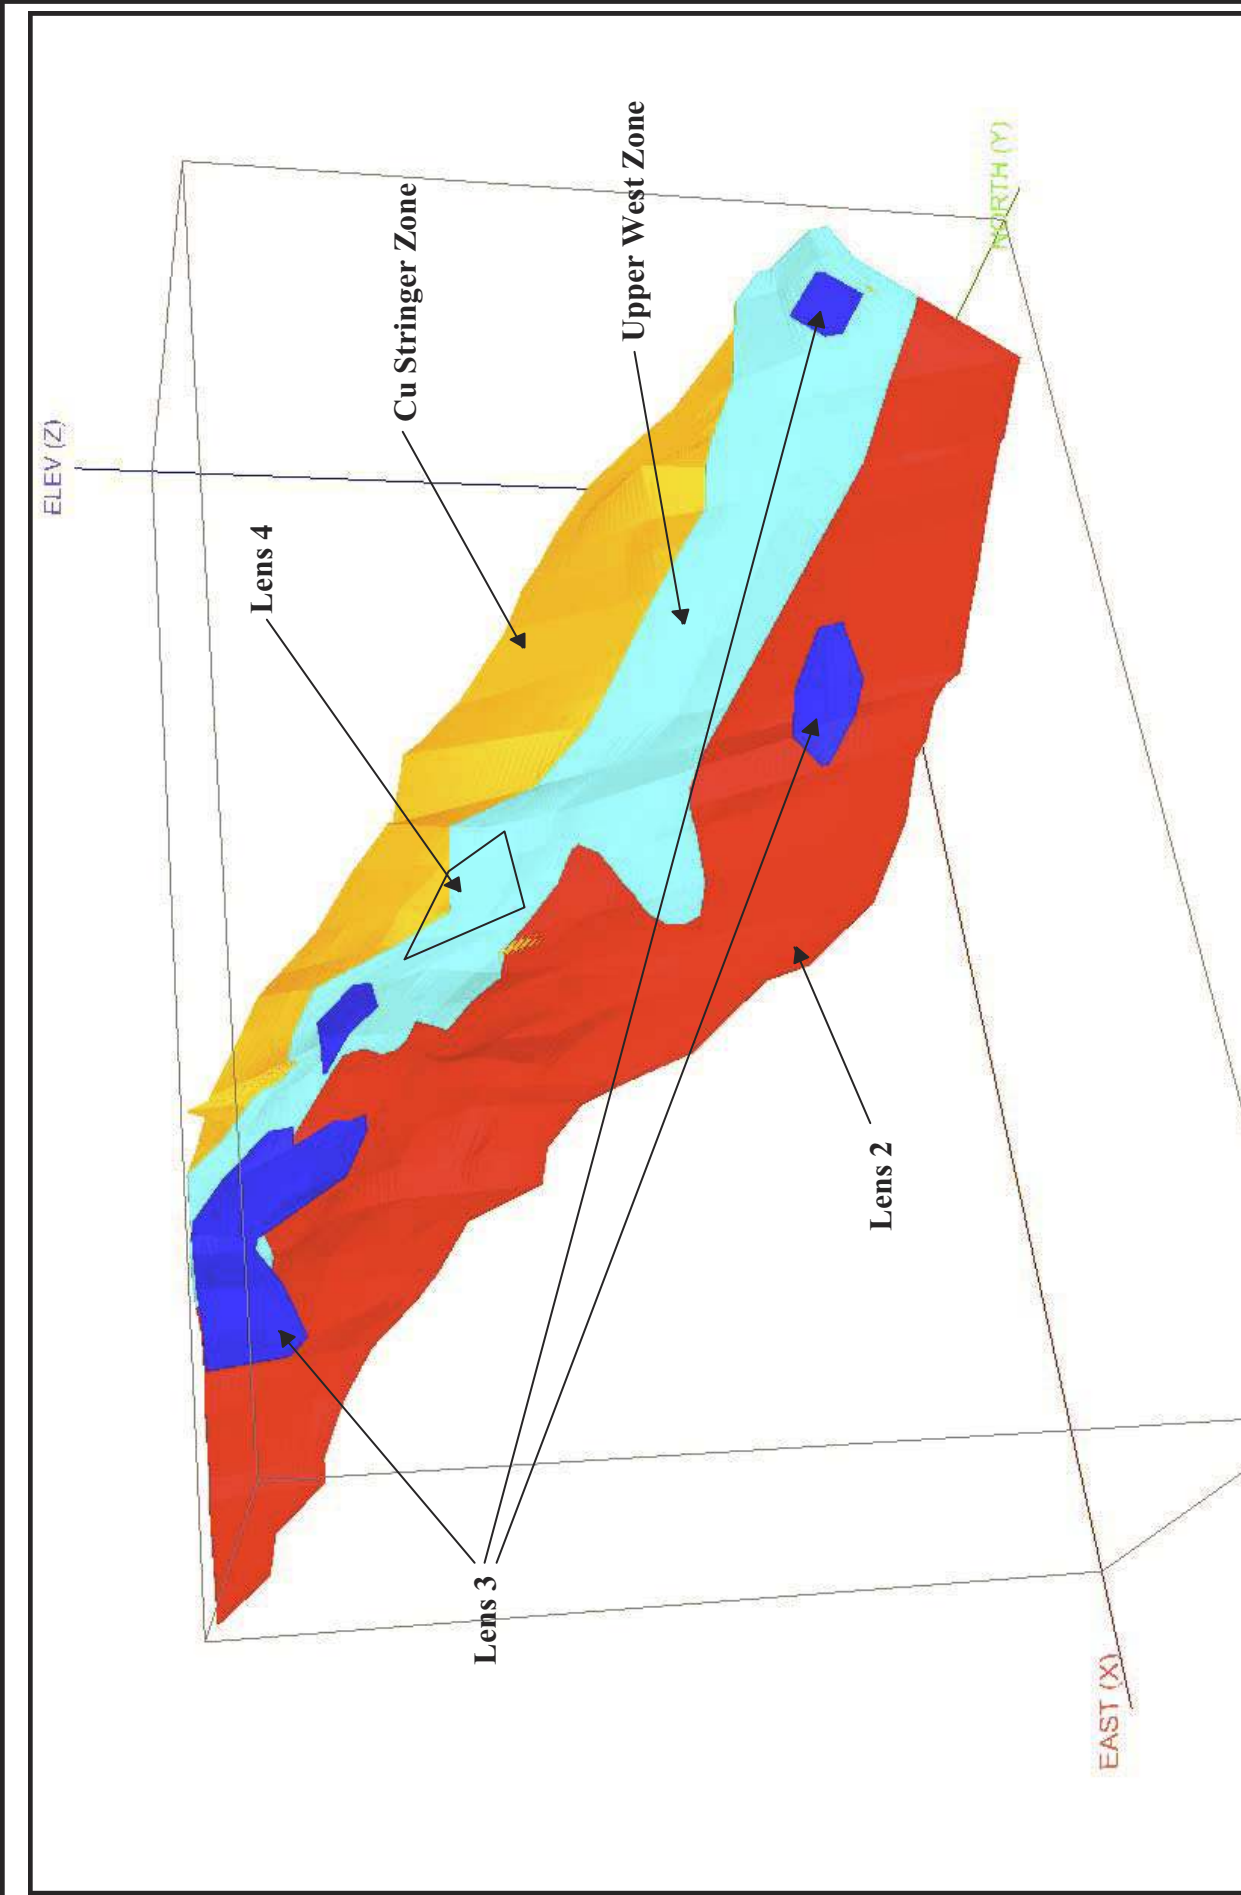 ELEV (Z)
Lens 4
Cu Stringer Zone
Upper West Zone
NORTH (Y)
Lens 3
Lens 2
EAST (X)